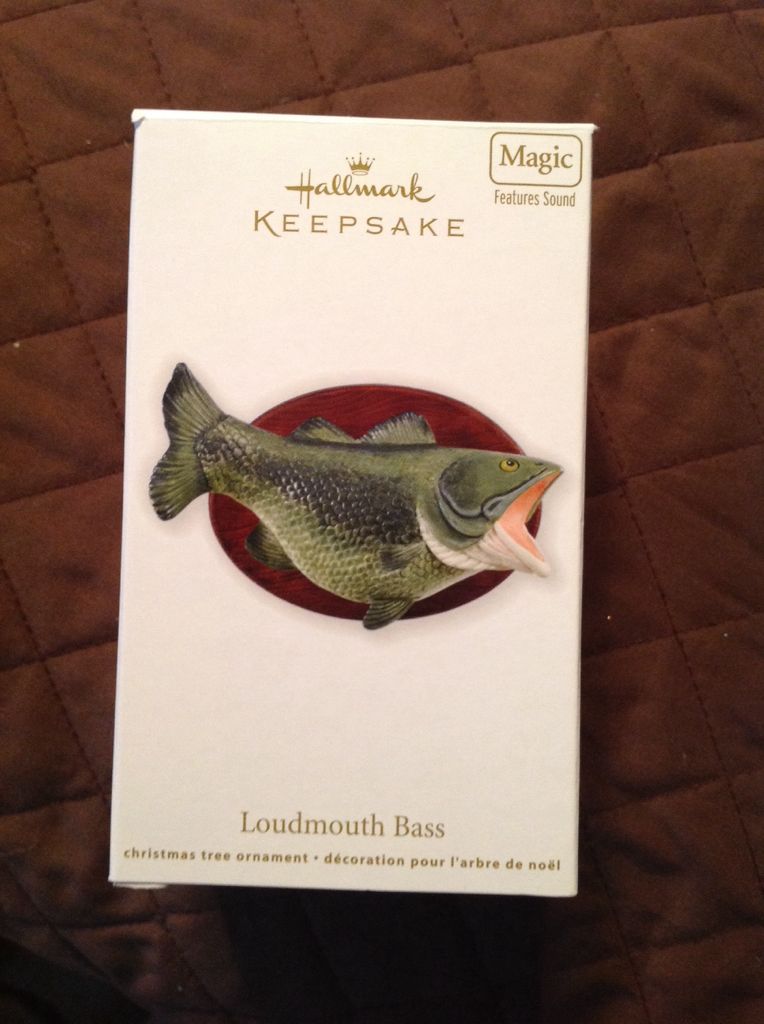 Magic
Features Sound
Hallmark
KEEPSAKE
Loudmouth Bass
christmas tree ornament • décoration pour l'arbre de noël